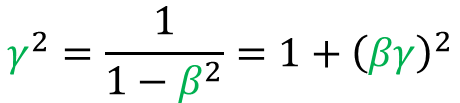 γ² = 1/(1 − β²) = 1 + (βγ)²